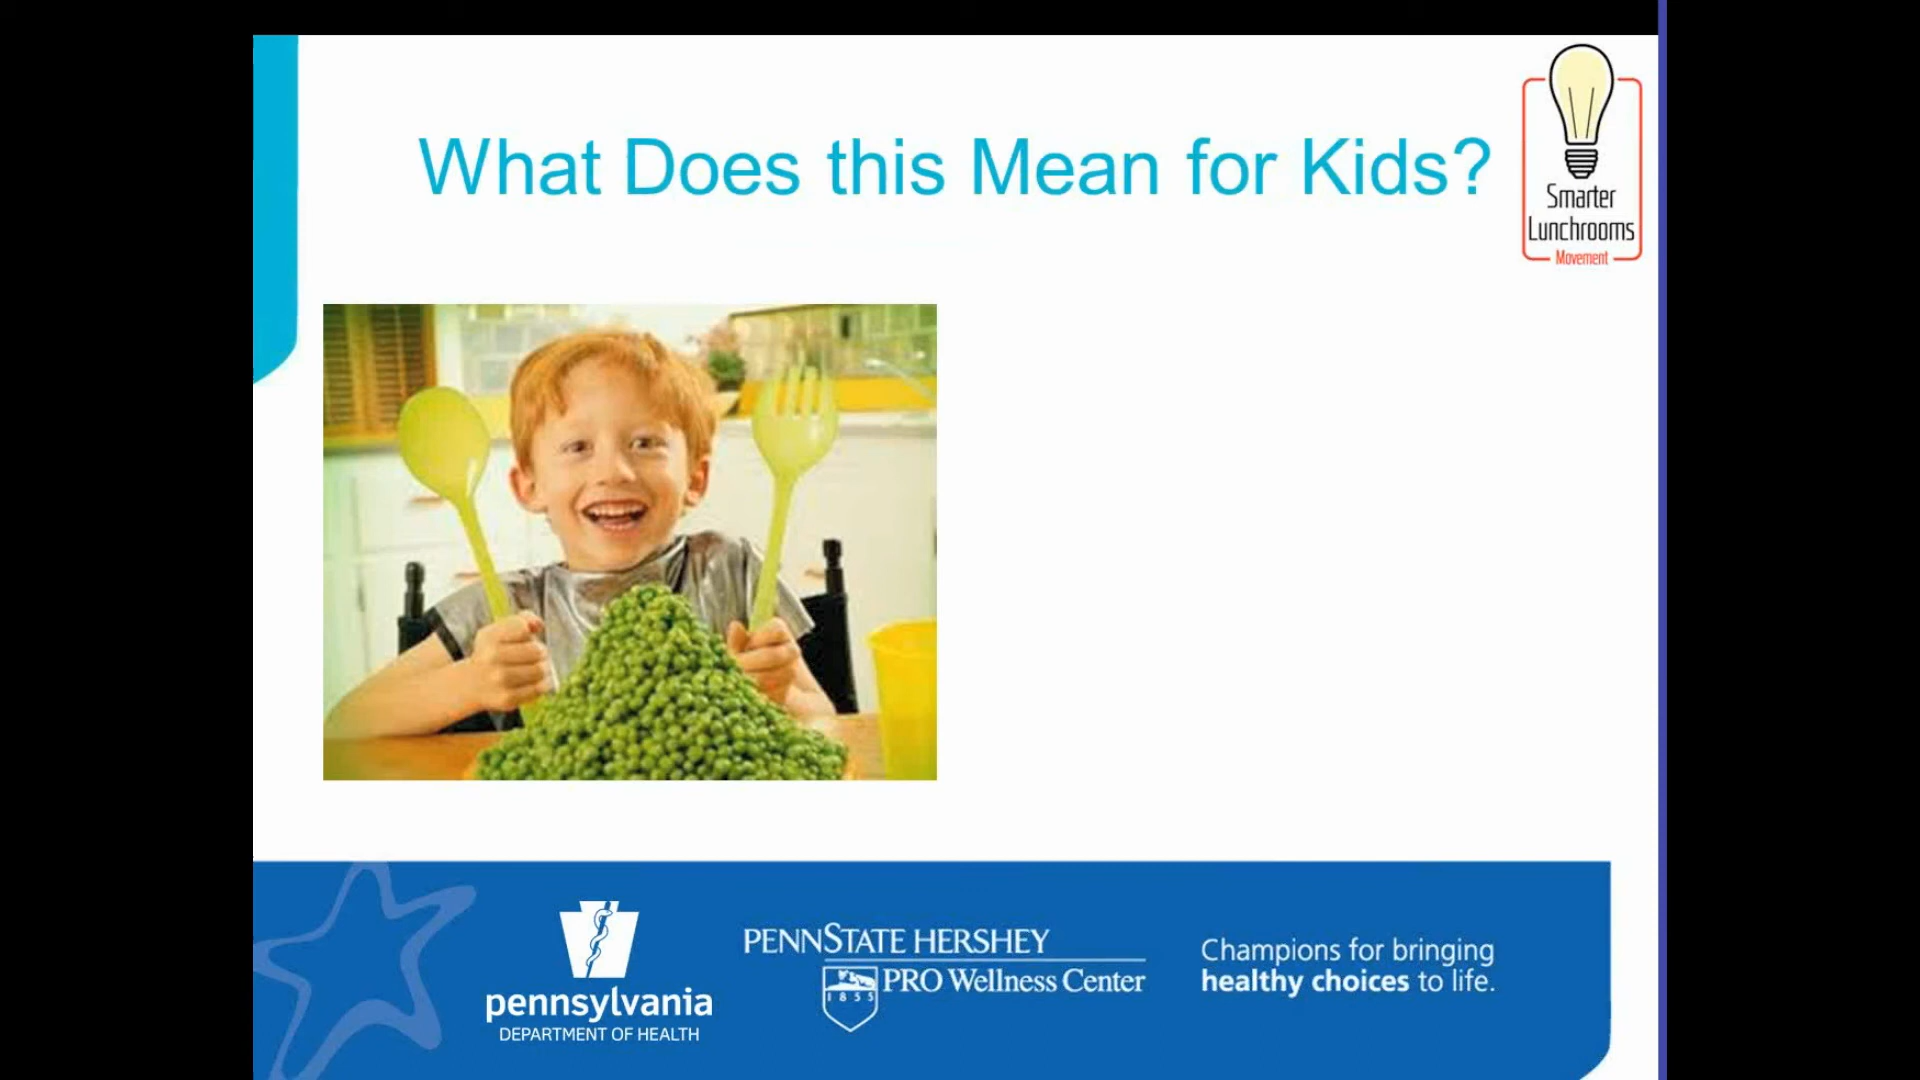 What Does this Mean for Kids?
Smarter
Lunchrooms
Movement
pennsylvania
DEPARTMENT OF HEALTH
PENNSTATE HERSHEY
PRO Wellness Center
1855
Champions for bringing
healthy choices to life.